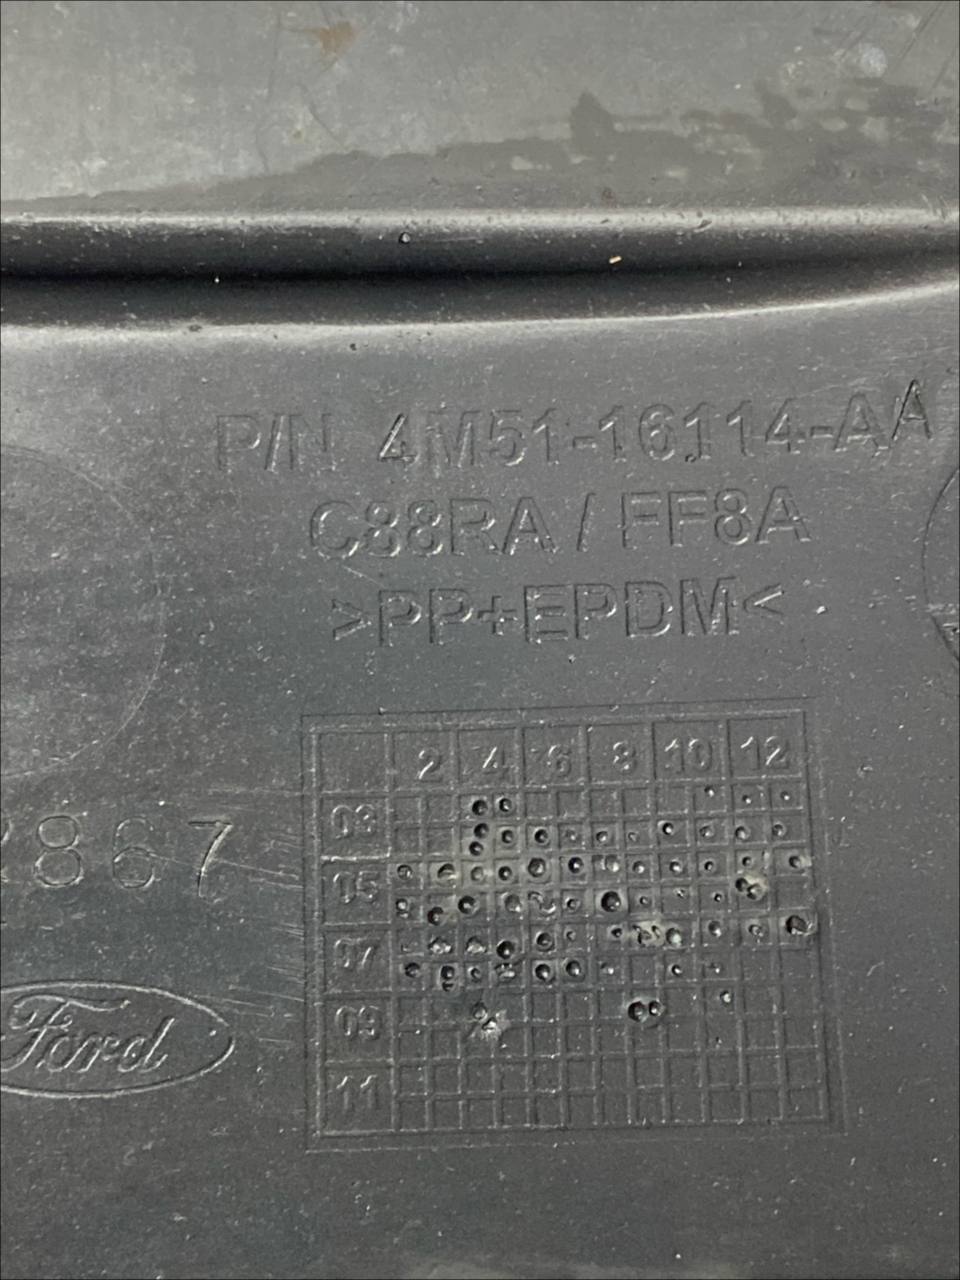 P/N 4M51-16114-AA
C88RA / FF8A
>PP+EPDM<
2 4 6 8 10 12
03
05
07
09
11
867
Ford